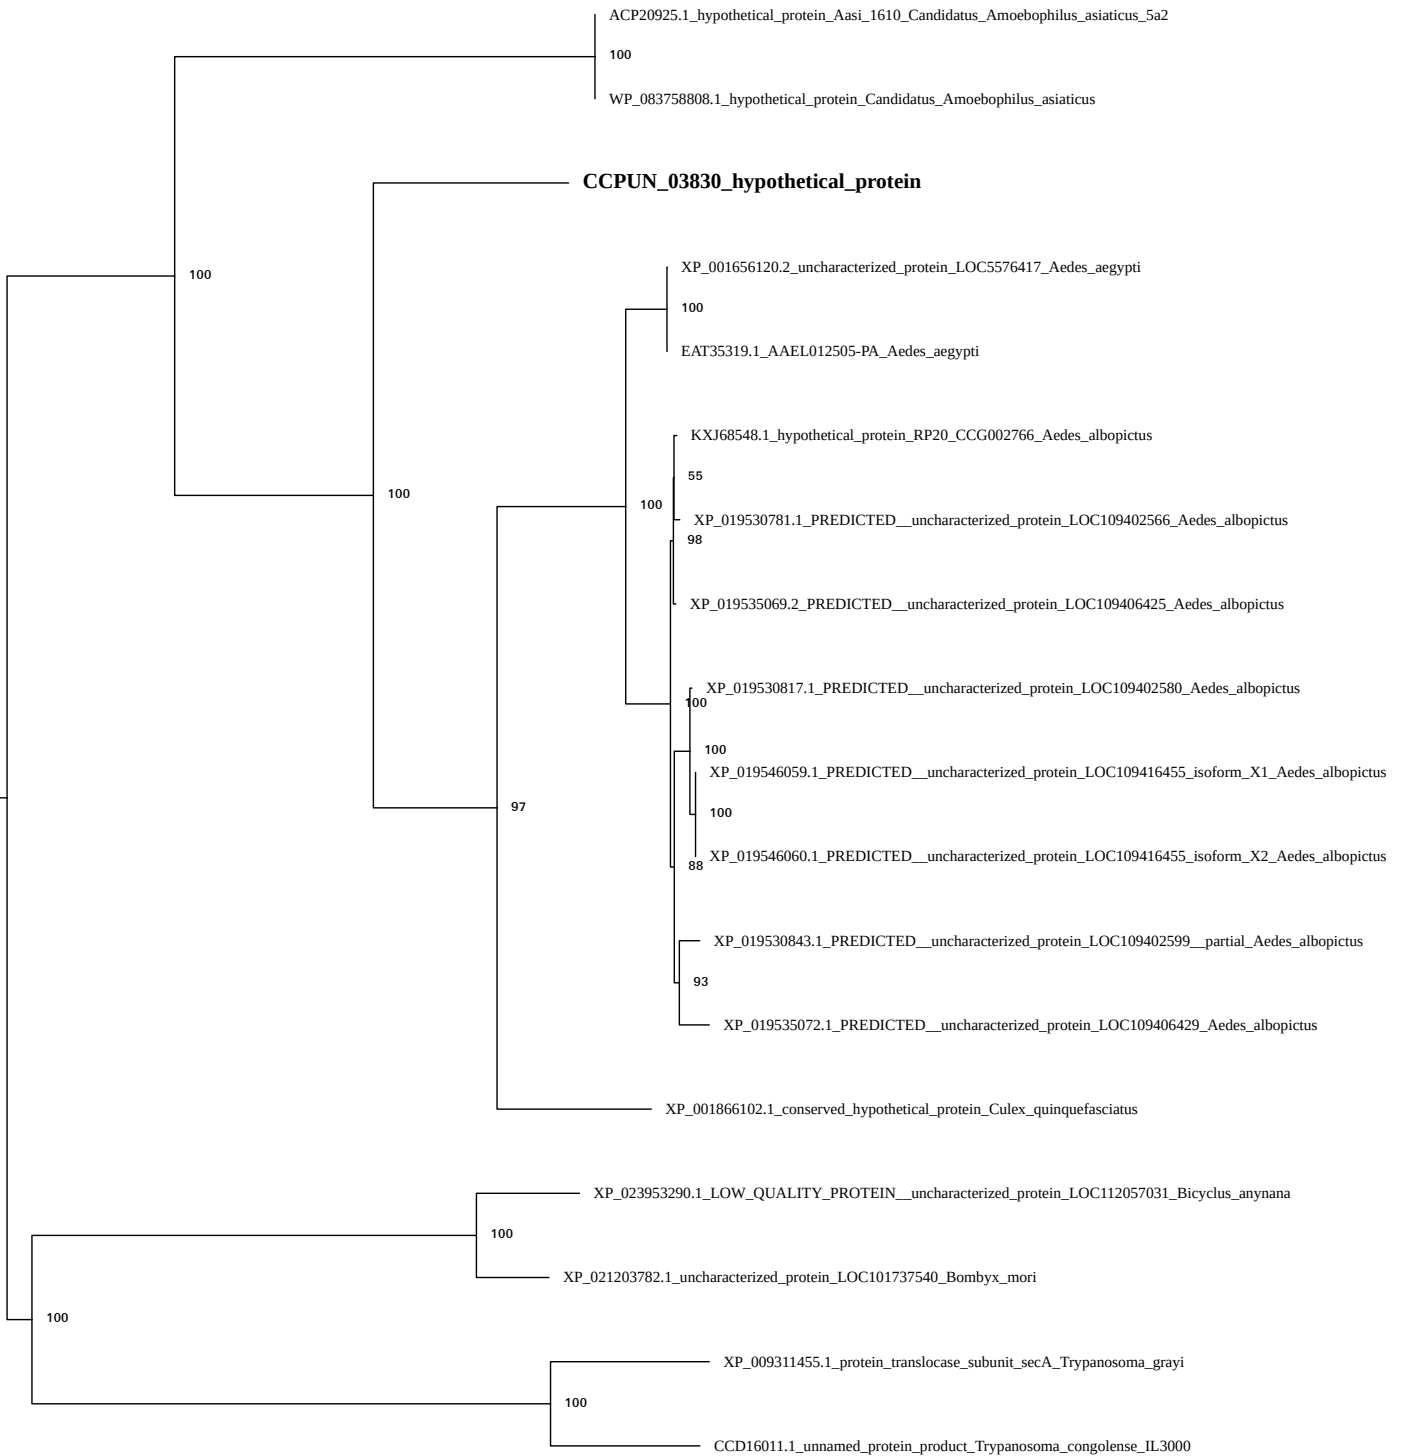 ACP20925.1_hypothetical_protein_Aasi_1610_Candidatus_Amoebophilus_asiaticus_5a2
100
WP_083758808.1_hypothetical_protein_Candidatus_Amoebophilus_asiaticus
CCPUN_03830_hypothetical_protein
XP_001656120.2_uncharacterized_protein_LOC5576417_Aedes_aegypti
100
100
EAT35319.1_AAEL012505-PA_Aedes_aegypti
KXJ68548.1_hypothetical_protein_RP20_CCG002766_Aedes_albopictus
55
100
100
XP_019530781.1_PREDICTED__uncharacterized_protein_LOC109402566_Aedes_albopictus
98
XP_019535069.2_PREDICTED__uncharacterized_protein_LOC109406425_Aedes_albopictus
XP_019530817.1_PREDICTED__uncharacterized_protein_LOC109402580_Aedes_albopictus
100
100
XP_019546059.1_PREDICTED__uncharacterized_protein_LOC109416455_isoform_X1_Aedes_albopictus
97
100
XP_019546060.1_PREDICTED__uncharacterized_protein_LOC109416455_isoform_X2_Aedes_albopictus
88
XP_019530843.1_PREDICTED__uncharacterized_protein_LOC109402599__partial_Aedes_albopictus
93
XP_019535072.1_PREDICTED__uncharacterized_protein_LOC109406429_Aedes_albopictus
XP_001866102.1_conserved_hypothetical_protein_Culex_quinquefasciatus
XP_023953290.1_LOW_QUALITY_PROTEIN__uncharacterized_protein_LOC112057031_Bicyclus_anynana
100
XP_021203782.1_uncharacterized_protein_LOC101737540_Bombyx_mori
100
XP_009311455.1_protein_translocase_subunit_secA_Trypanosoma_grayi
100
CCD16011.1_unnamed_protein_product_Trypanosoma_congolense_IL3000